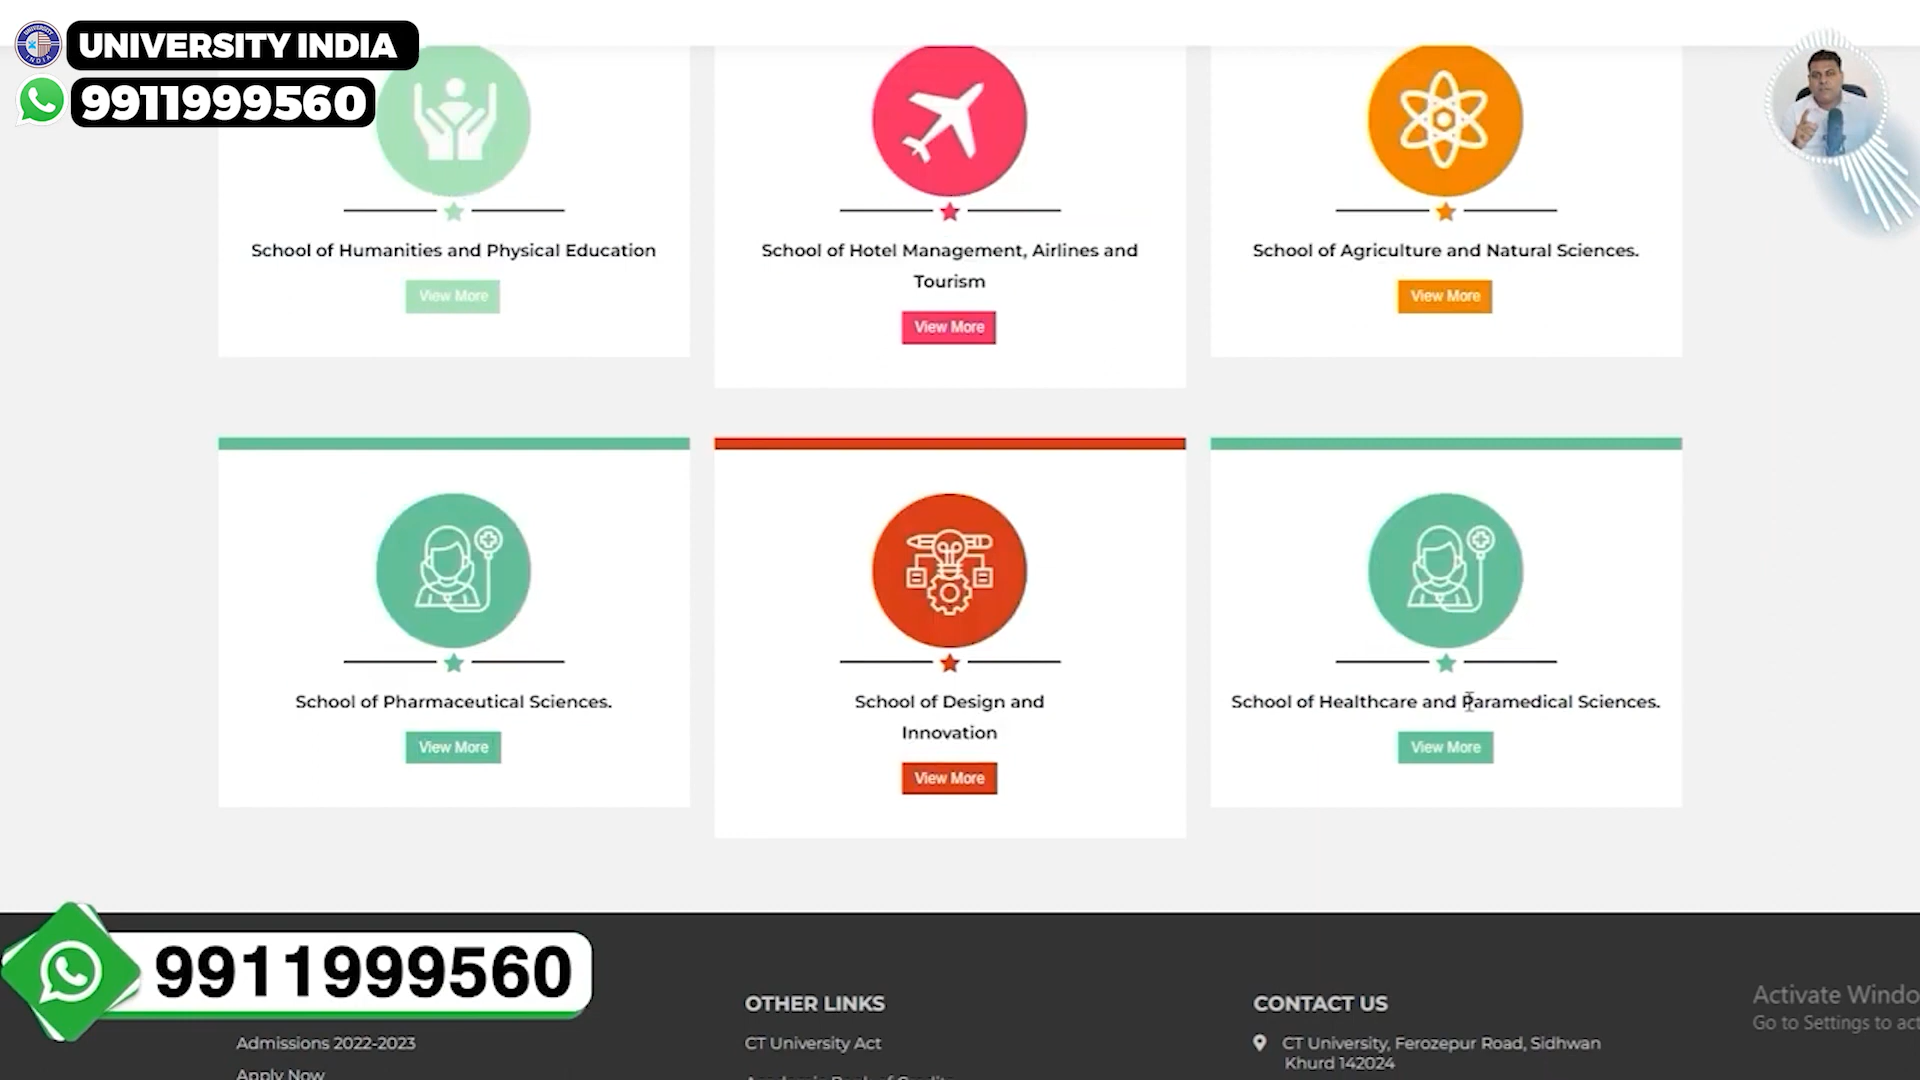 UNIVERSITY INDIA
9911999560
School of Humanities and Physical Education
View More
School of Hotel Management, Airlines and
Tourism
View More
School of Agriculture and Natural Sciences.
View More
School of Pharmaceutical Sciences.
View More
School of Design and
Innovation
View More
School of Healthcare and Paramedical Sciences.
View More
9911999560
Admissions 2022-2023
Apply Now
OTHER LINKS
CT University Act
CONTACT US
CT University, Ferozepur Road, Sidhwan
Khurd 142024
Activate Windo
Go to Settings to act